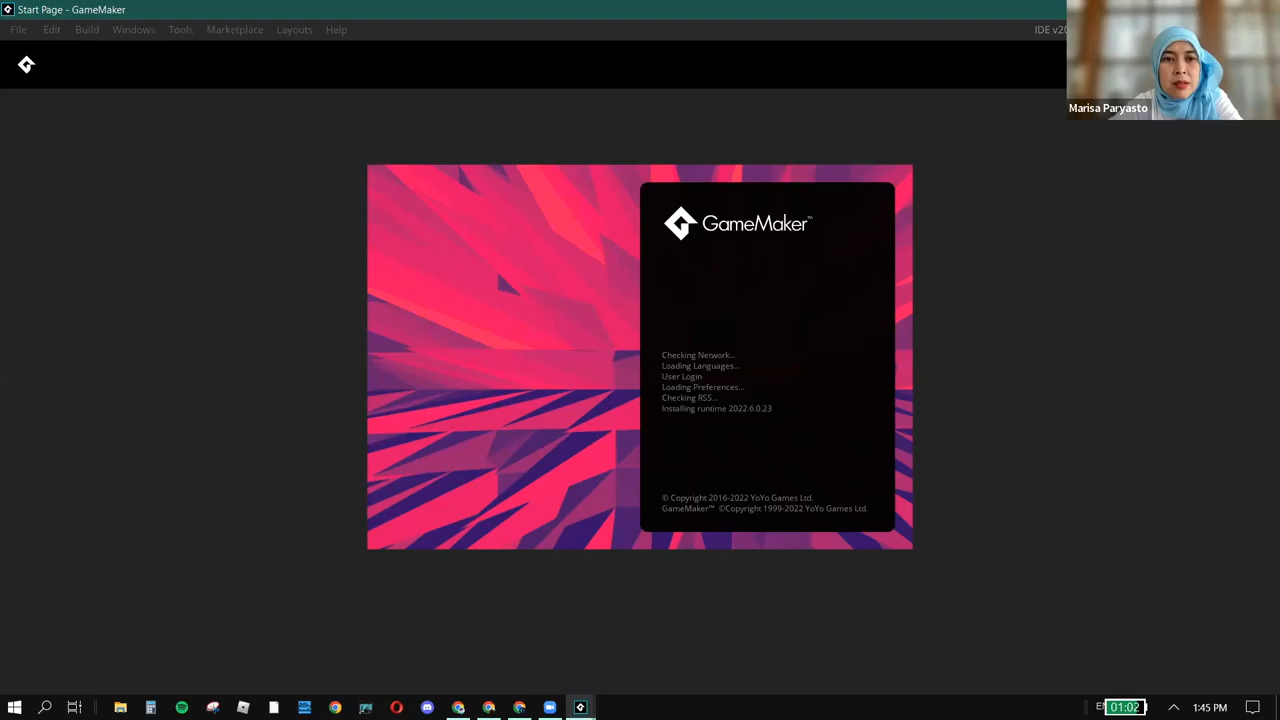 Start Page - GameMaker
File Edit Build Windows Tools Marketplace Layouts Help
IDE
Marisa Paryasto
GameMaker™
Checking Network...
Loading Languages...
User Login
Loading Preferences...
Checking RSS...
Installing runtime 2022.6.0.23
© Copyright 2016-2022 YoYo Games Ltd.
GameMaker™ ©Copyright 1999-2022 YoYo Games Ltd.
01:02
1:45 PM